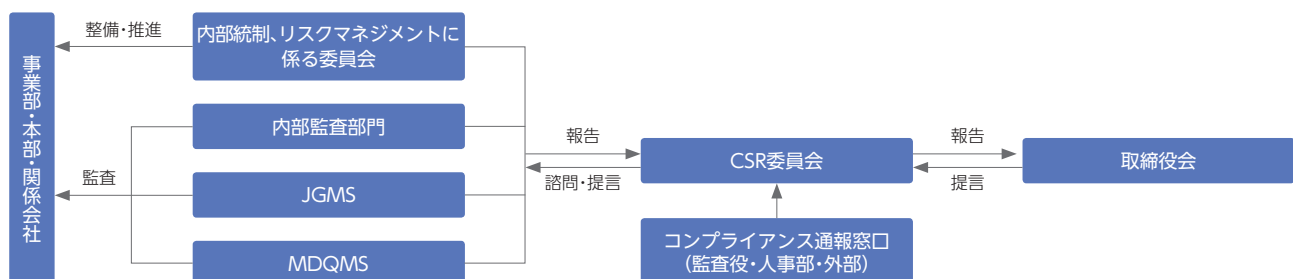 事業部・本部・関係会社
整備・推進
監査
内部統制、リスクマネジメントに
係る委員会
内部監査部門
JGMS
MDQMS
報告
諮問・提言
CSR委員会
コンプライアンス通報窓口
（監査役・人事部・外部）
報告
提言
取締役会